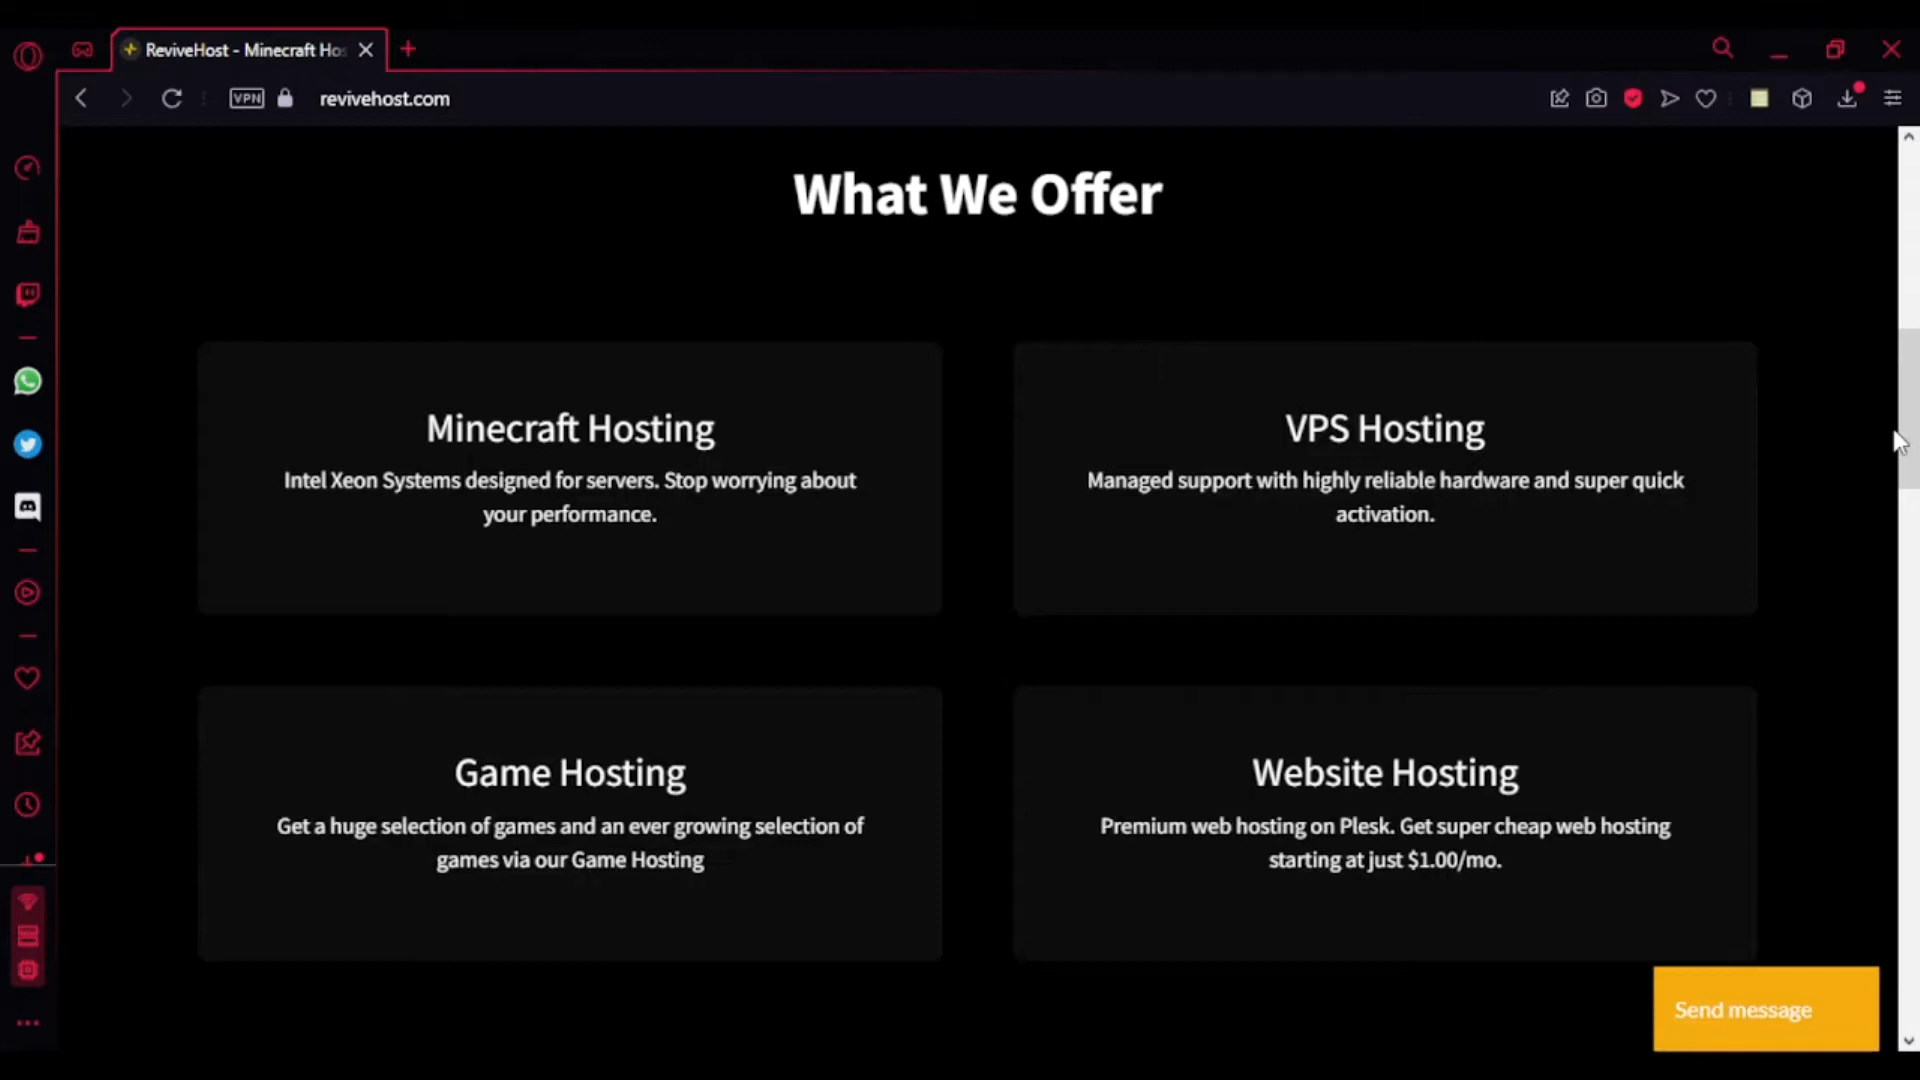 ReviveHost - Minecraft Hos
VPN
revivehost.com
What We Offer
Minecraft Hosting
Intel Xeon Systems designed for servers. Stop worrying about
your performance.
VPS Hosting
Managed support with highly reliable hardware and super quick
activation.
Game Hosting
Get a huge selection of games and an ever growing selection of
games via our Game Hosting
Website Hosting
Premium web hosting on Plesk. Get super cheap web hosting
starting at just $1.00/mo.
Send message